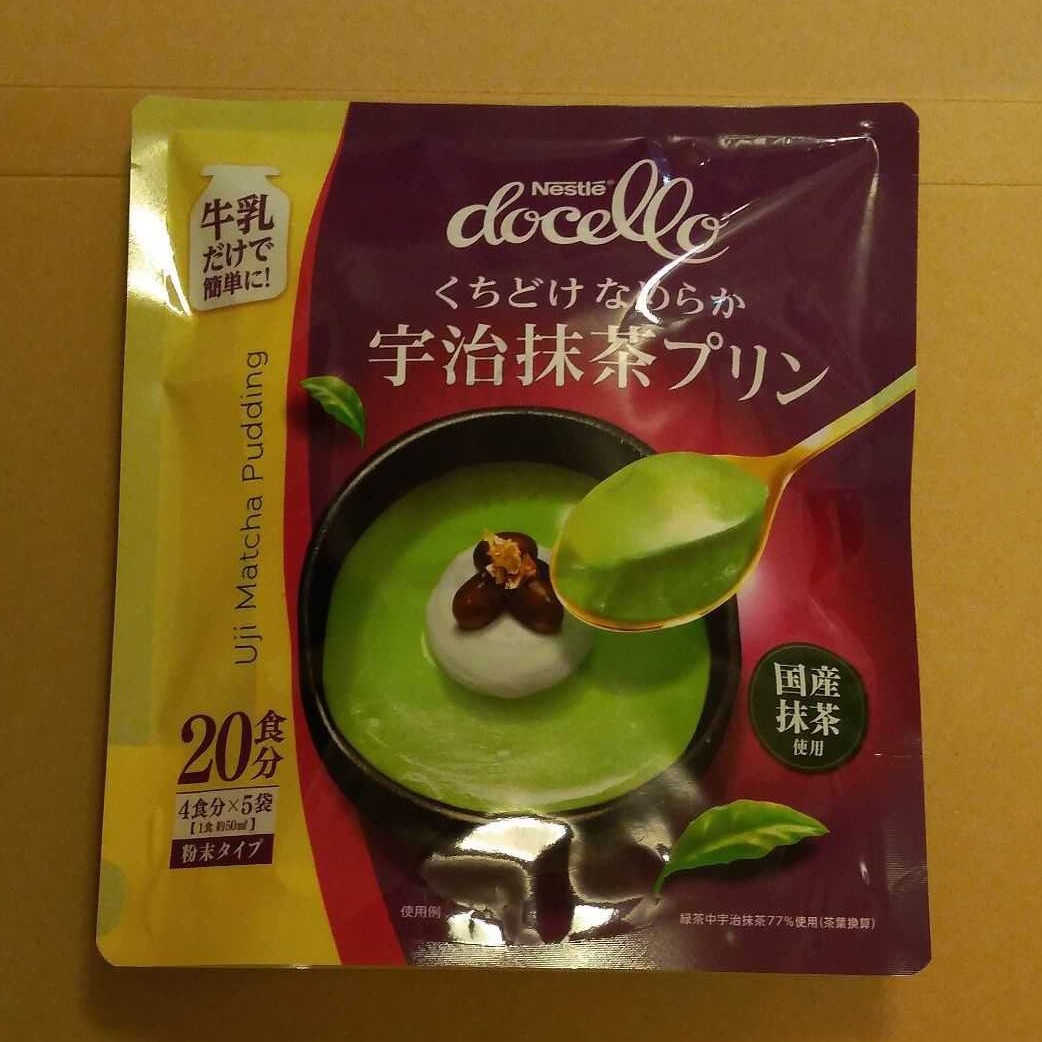 牛乳
だけで
簡単に!
Nestlé®
docello
くちどけ なめらか
宇治抹茶プリン
Uji Matcha Pudding
国産
抹茶
使用
20食分
4食分×5袋
【1食 約50ml】
粉末タイプ
使用例
緑茶中宇治抹茶77%使用(茶葉換算)